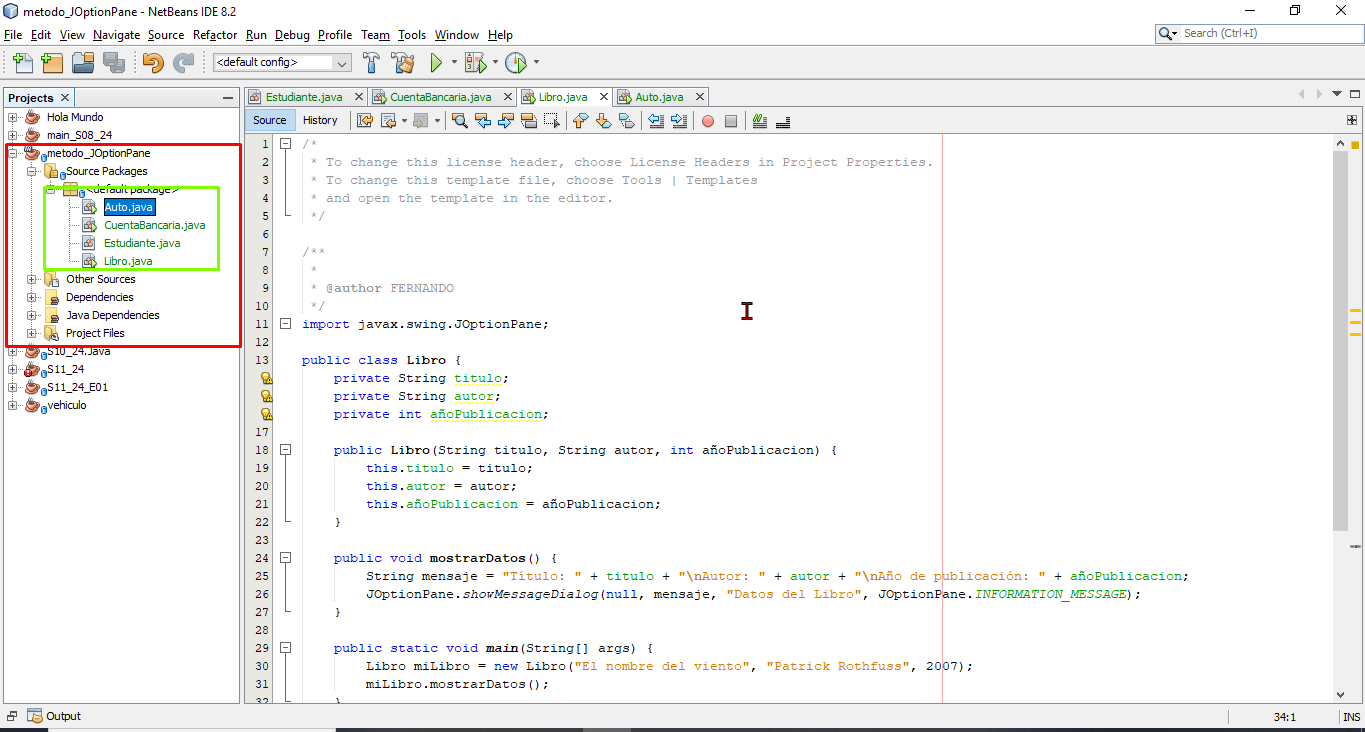 metodo_JOptionPane - NetBeans IDE 8.2
File Edit View Navigate Source Refactor Run Debug Profile Team Tools Window Help
Search (Ctrl+I)
<default config>
Projects
Hola Mundo
main_S08_24
metodo_JOptionPane
Source Packages
<default package>
Auto.java
CuentaBancaria.java
Estudiante.java
Libro.java
Other Sources
Dependencies
Java Dependencies
Project Files
S10_24.Java
S11_24
S11_24_E01
vehiculo
Estudiante.java CuentaBancaria.java Libro.java Auto.java
Source History
1 /*
2 * To change this license header, choose License Headers in Project Properties.
3 * To change this template file, choose Tools | Templates
4 * and open the template in the editor.
5 */
6
7 /**
8 *
9 * @author FERNANDO
10 */
11 import javax.swing.JOptionPane;
12
13 public class Libro {
private String titulo;
private String autor;
private int añoPublicacion;
17
18 public Libro(String titulo, String autor, int añoPublicacion) {
19 this.titulo = titulo;
20 this.autor = autor;
21 this.añoPublicacion = añoPublicacion;
22 }
23
24 public void mostrarDatos() {
25 String mensaje = "Título: " + titulo + "\nAutor: " + autor + "\nAño de publicación: " + añoPublicacion;
26 JOptionPane.showMessageDialog(null, mensaje, "Datos del Libro", JOptionPane.INFORMATION_MESSAGE);
27 }
28
29 public static void main(String[] args) {
30 Libro miLibro = new Libro("El nombre del viento", "Patrick Rothfuss", 2007);
31 miLibro.mostrarDatos();
32 }
Output
34:1 INS